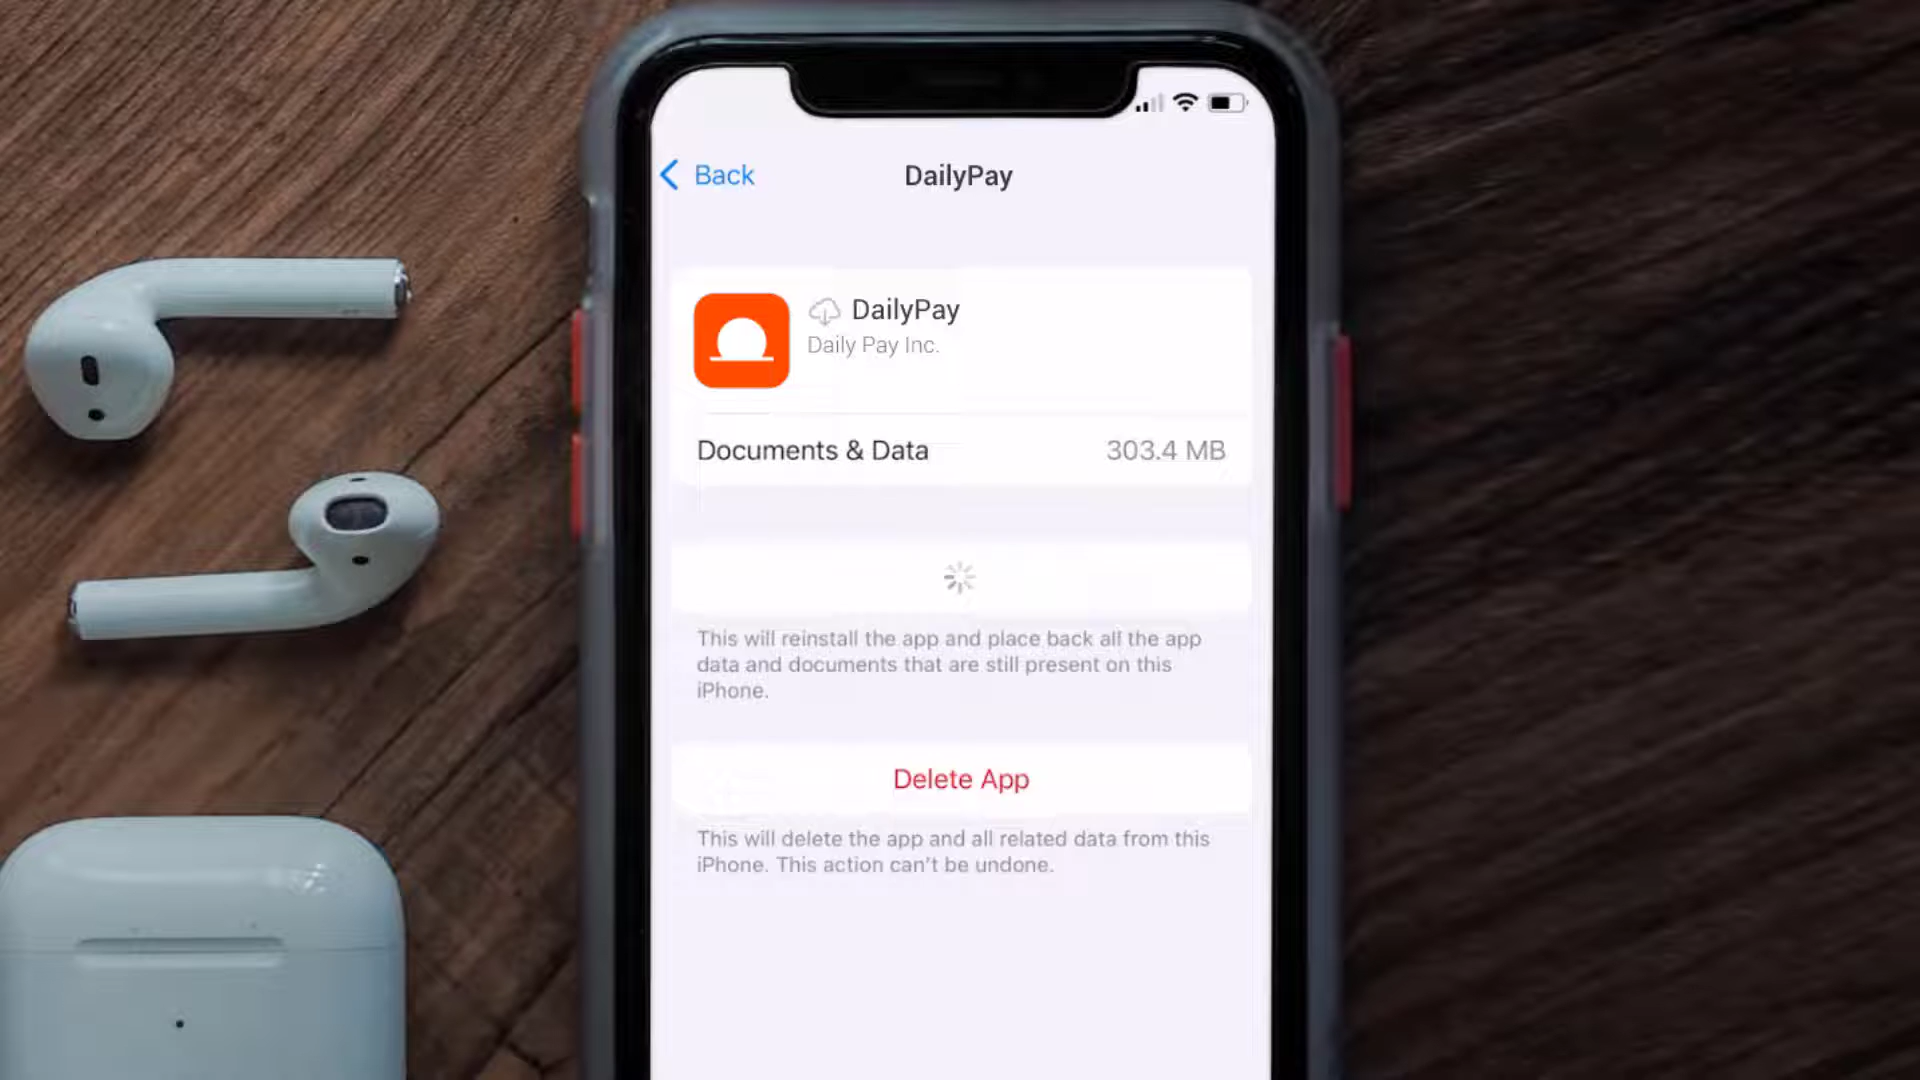 Back
DailyPay
DailyPay
Daily Pay Inc.
Documents & Data
303.4 MB
This will reinstall the app and place back all the app
data and documents that are still present on this
iPhone.
Delete App
This will delete the app and all related data from this
iPhone. This action can't be undone.